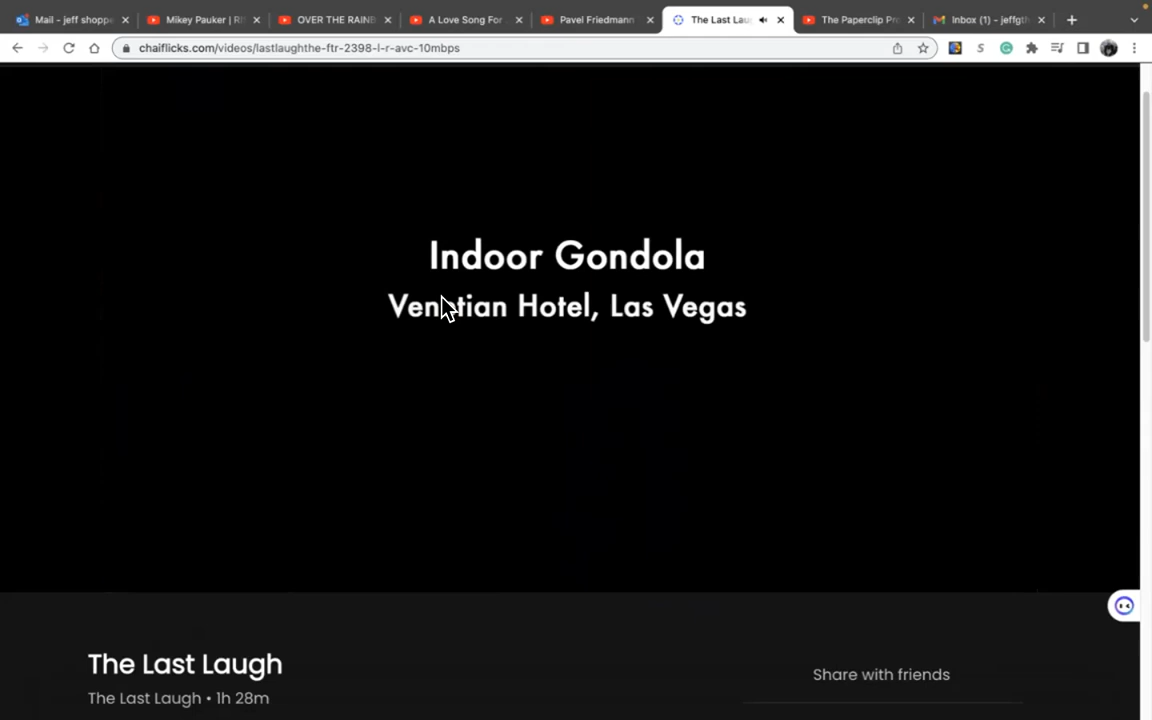 Mail - jeff shoppe
Mikey Pauker | RI
OVER THE RAINB
A Love Song For
Pavel Friedmann
The Last Lau
The Paperclip Pro
Inbox (1) - jeffgth
chaiflicks.com/videos/lastlaughthe-ftr-2398-l-r-avc-10mbps
Indoor Gondola
Venetian Hotel, Las Vegas
The Last Laugh
Share with friends
The Last Laugh • 1h 28m